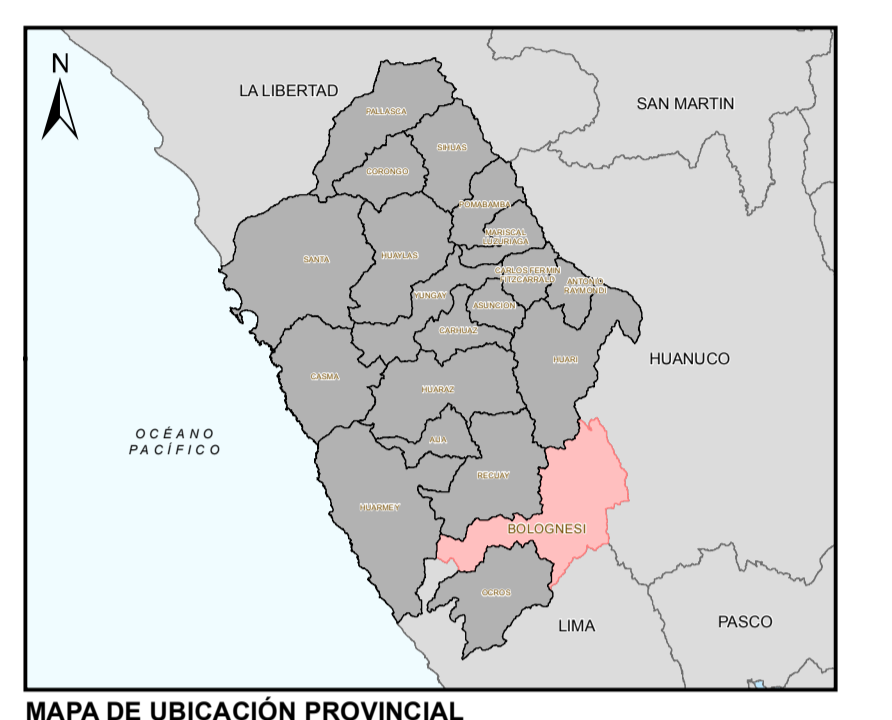 N
LA LIBERTAD
SAN MARTIN
PALLASCA
SIHUAS
CORONGO
POMABAMBA
MARISCAL
LUZURIAGA
SANTA
HUAYLAS
CARLOS FERMIN
FITZCARRALD
ANTONIO
RAYMONDI
YUNGAY
ASUNCION
CARHUAZ
HUARI
HUANUCO
CASMA
HUARAZ
OCÉANO
PACÍFICO
AIJA
RECUAY
HUARMEY
BOLOGNESI
OCROS
LIMA
PASCO
MAPA DE UBICACIÓN PROVINCIAL